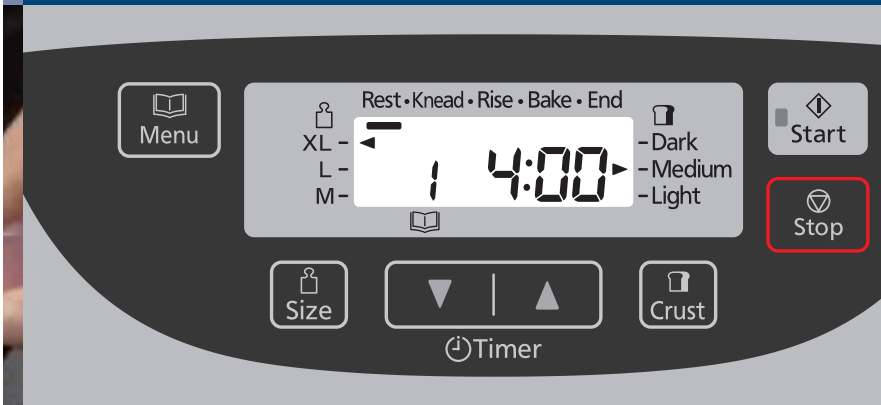 Menu
Rest • Knead • Rise • Bake • End
XL -
L -
M -
1 4:00
- Dark
- Medium
- Light
Start
Stop
Size
Timer
Crust